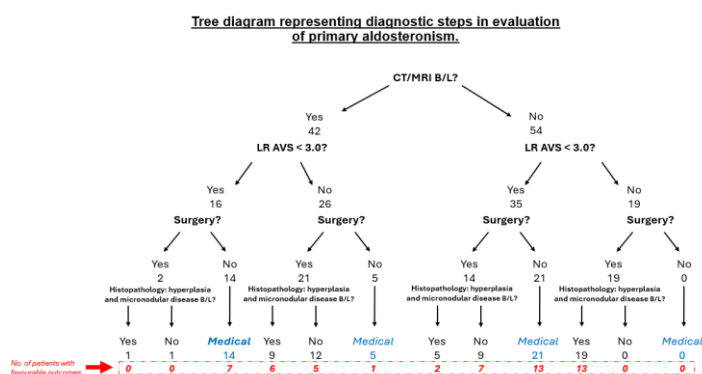 Tree diagram representing diagnostic steps in evaluation
of primary aldosteronism.
CT/MRI B/L?
Yes No
42 54
LR AVS < 3.0? LR AVS < 3.0?
Yes No Yes No
16 26 35 19
Surgery? Surgery? Surgery? Surgery?
Yes No Yes No Yes No Yes No
2 14 21 5 14 21 19 0
Histopathology: hyperplasia Histopathology: hyperplasia Histopathology: hyperplasia Histopathology: hyperplasia
and micronodular disease B/L? and micronodular disease B/L? and micronodular disease B/L? and micronodular disease B/L?
Yes No Medical Yes No Medical Yes No Medical Yes No Medical
1 1 14 9 12 5 5 9 21 19 0 0
No. of patients with
favourable outcomes
0 0 7 6 5 1 2 7 13 13 0 0